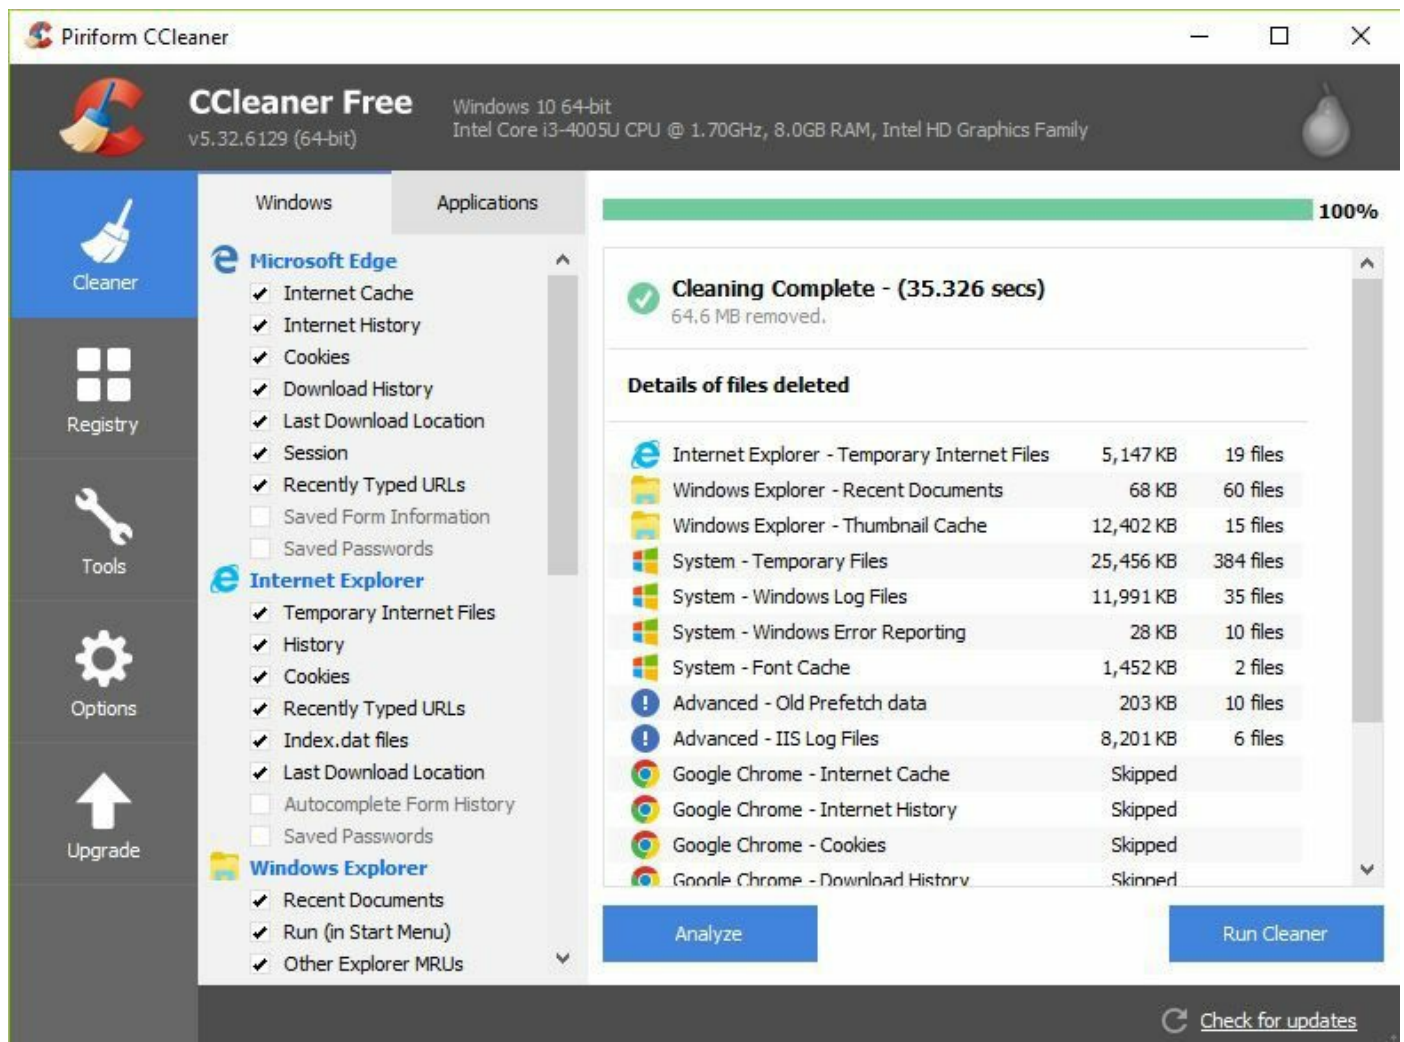 Piriform CCleaner
CCleaner Free
v5.32.6129 (64-bit)
Windows 10 64-bit
Intel Core i3-4005U CPU @ 1.70GHz, 8.0GB RAM, Intel HD Graphics Family
Cleaner
Registry
Tools
Options
Upgrade
Windows
Applications
Microsoft Edge
Internet Cache
Internet History
Cookies
Download History
Last Download Location
Session
Recently Typed URLs
Saved Form Information
Saved Passwords
Internet Explorer
Temporary Internet Files
History
Cookies
Recently Typed URLs
Index.dat files
Last Download Location
Autocomplete Form History
Saved Passwords
Windows Explorer
Recent Documents
Run (in Start Menu)
Other Explorer MRUs
100%
Cleaning Complete - (35.326 secs)
64.6 MB removed.
Details of files deleted
Internet Explorer - Temporary Internet Files 5,147 KB 19 files
Windows Explorer - Recent Documents 68 KB 60 files
Windows Explorer - Thumbnail Cache 12,402 KB 15 files
System - Temporary Files 25,456 KB 384 files
System - Windows Log Files 11,991 KB 35 files
System - Windows Error Reporting 28 KB 10 files
System - Font Cache 1,452 KB 2 files
Advanced - Old Prefetch data 203 KB 10 files
Advanced - IIS Log Files 8,201 KB 6 files
Google Chrome - Internet Cache Skipped
Google Chrome - Internet History Skipped
Google Chrome - Cookies Skipped
Google Chrome - Download History Skipped
Analyze
Run Cleaner
Check for updates